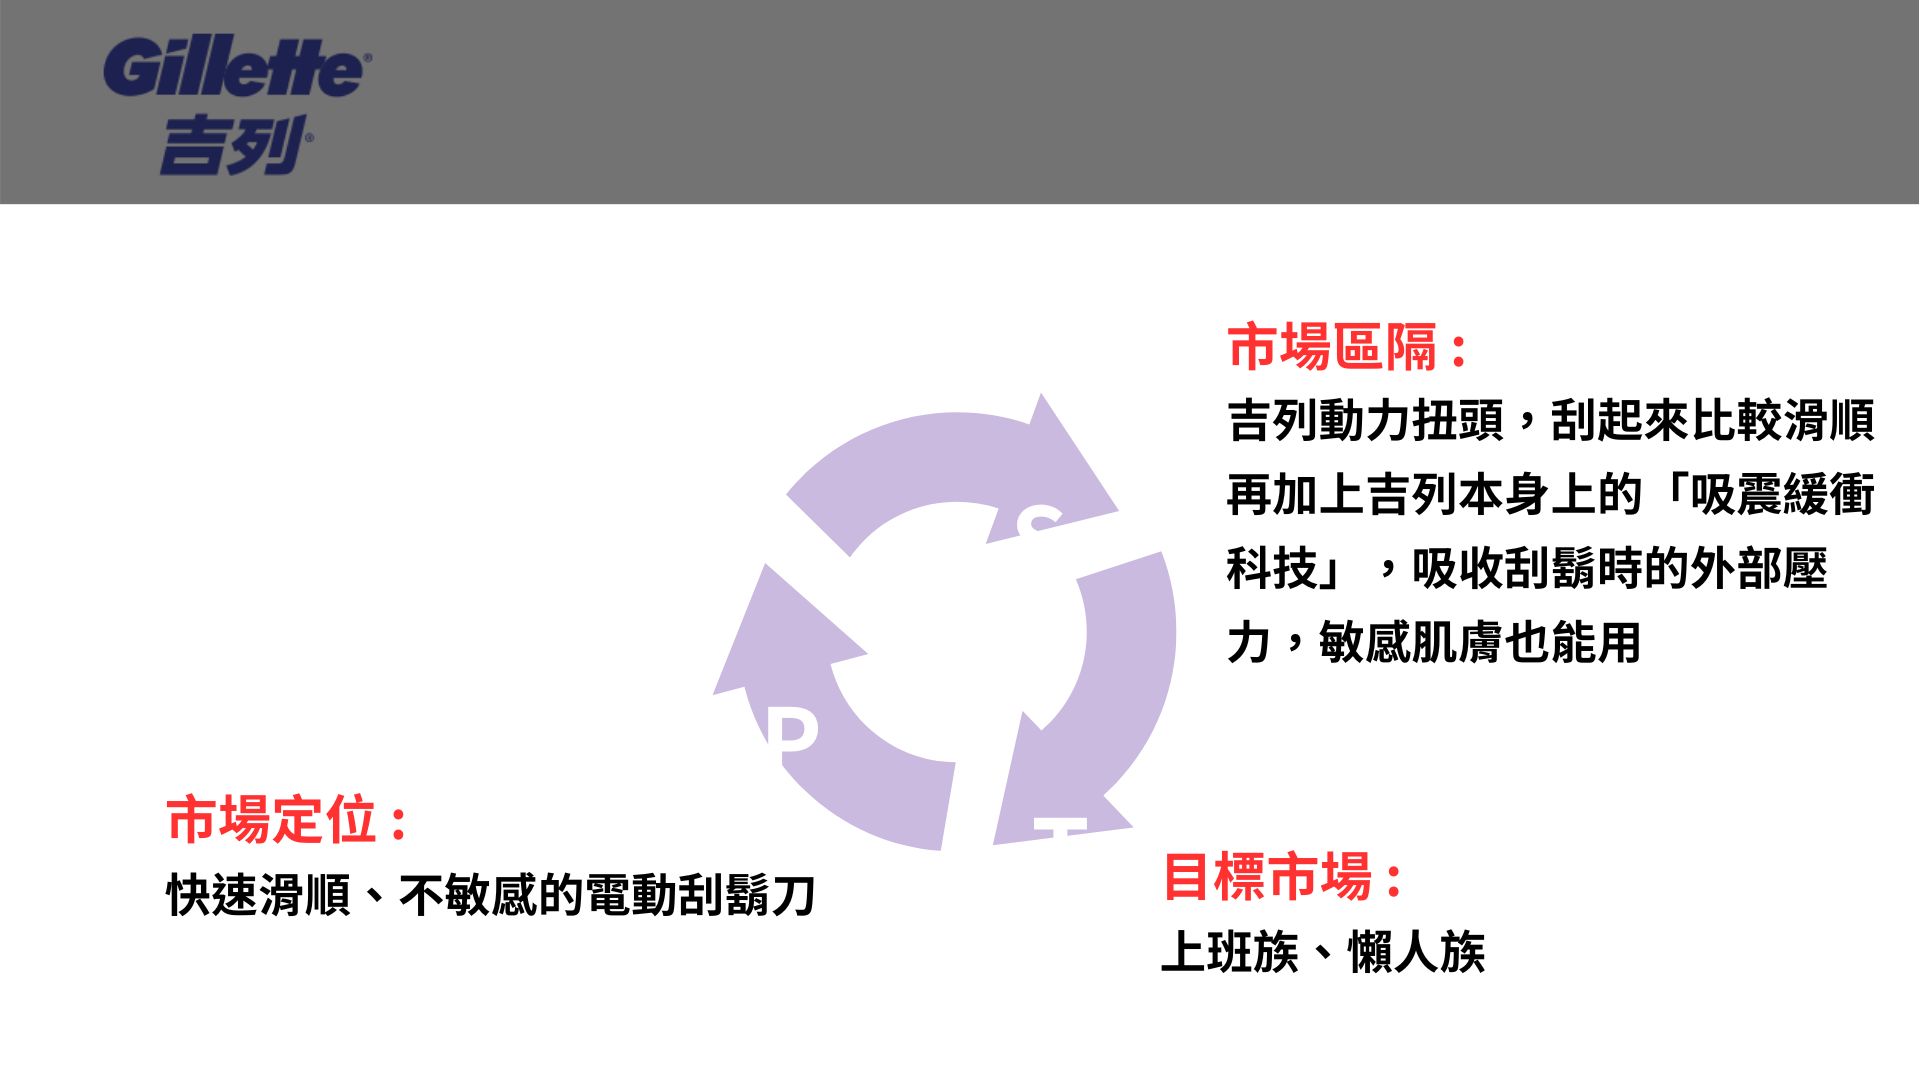 Gillette®
吉列®
市場區隔 :
吉列動力扭頭，刮起來比較滑順
再加上吉列本身上的「吸震緩衝
科技」，吸收刮鬍時的外部壓
力，敏感肌膚也能用
S
P
T
市場定位 :
快速滑順、不敏感的電動刮鬍刀
目標市場 :
上班族、懶人族